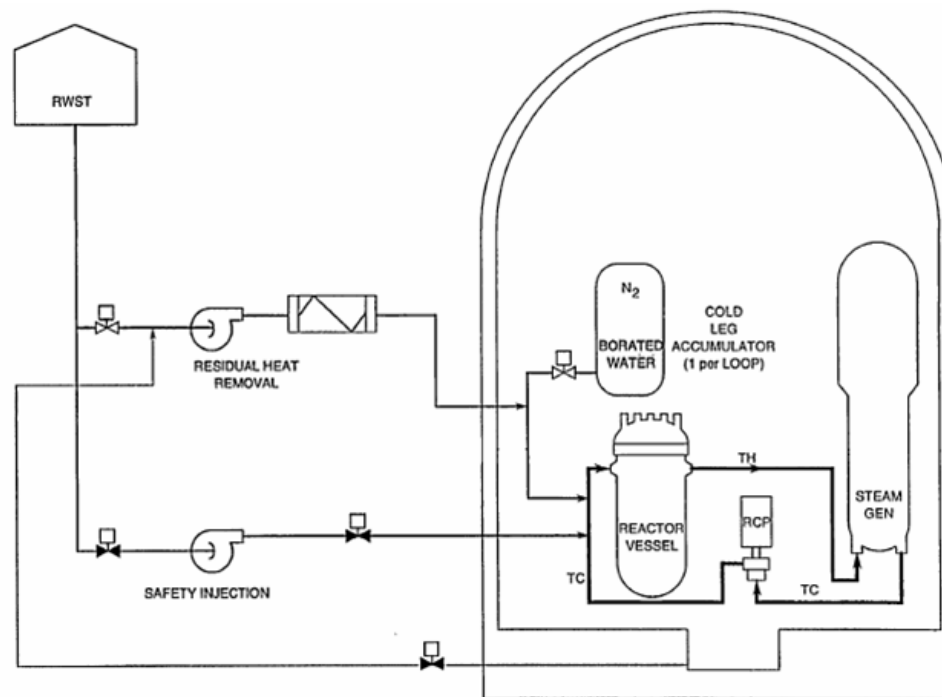 RWST
N2
COLD
LEG
ACCUMULATOR
(1 por LOOP)
BORATED
WATER
RESIDUAL HEAT
REMOVAL
TH
STEAM
GEN
RCP
REACTOR
VESSEL
TC
TC
SAFETY INJECTION